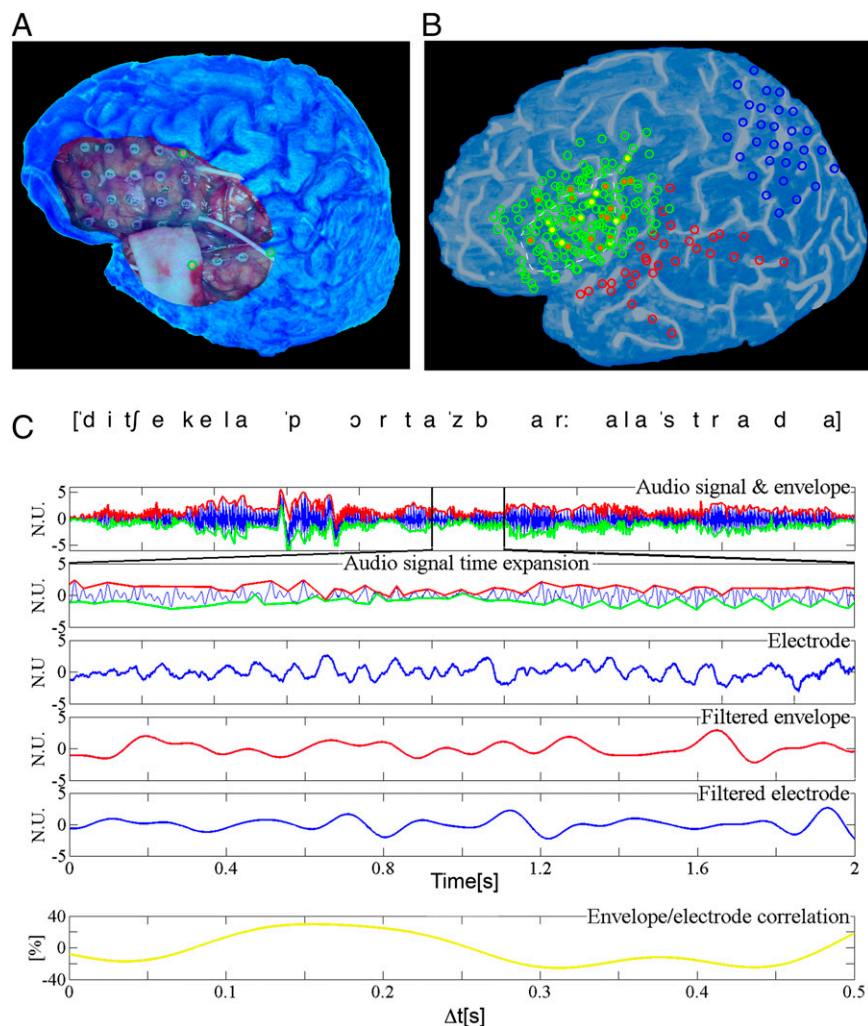 A
B
C
[ˈd i tʃ e k e l a ˈp ɔ r t a ˈz b a r: a l a ˈs t r a d a]
Audio signal & envelope
N.U.
5
0
-5
Audio signal time expansion
N.U.
5
0
-5
Electrode
N.U
5
0
-5
Filtered envelope
N.U.
5
0
-5
Filtered electrode
N.U.
5
0
-5
0 0.4 0.8 1.2 1.6 2
Time[s]
Envelope/electrode correlation
[%]
40
0
-40
0 0.1 0.2 0.3 0.4 0.5
Δt[s]